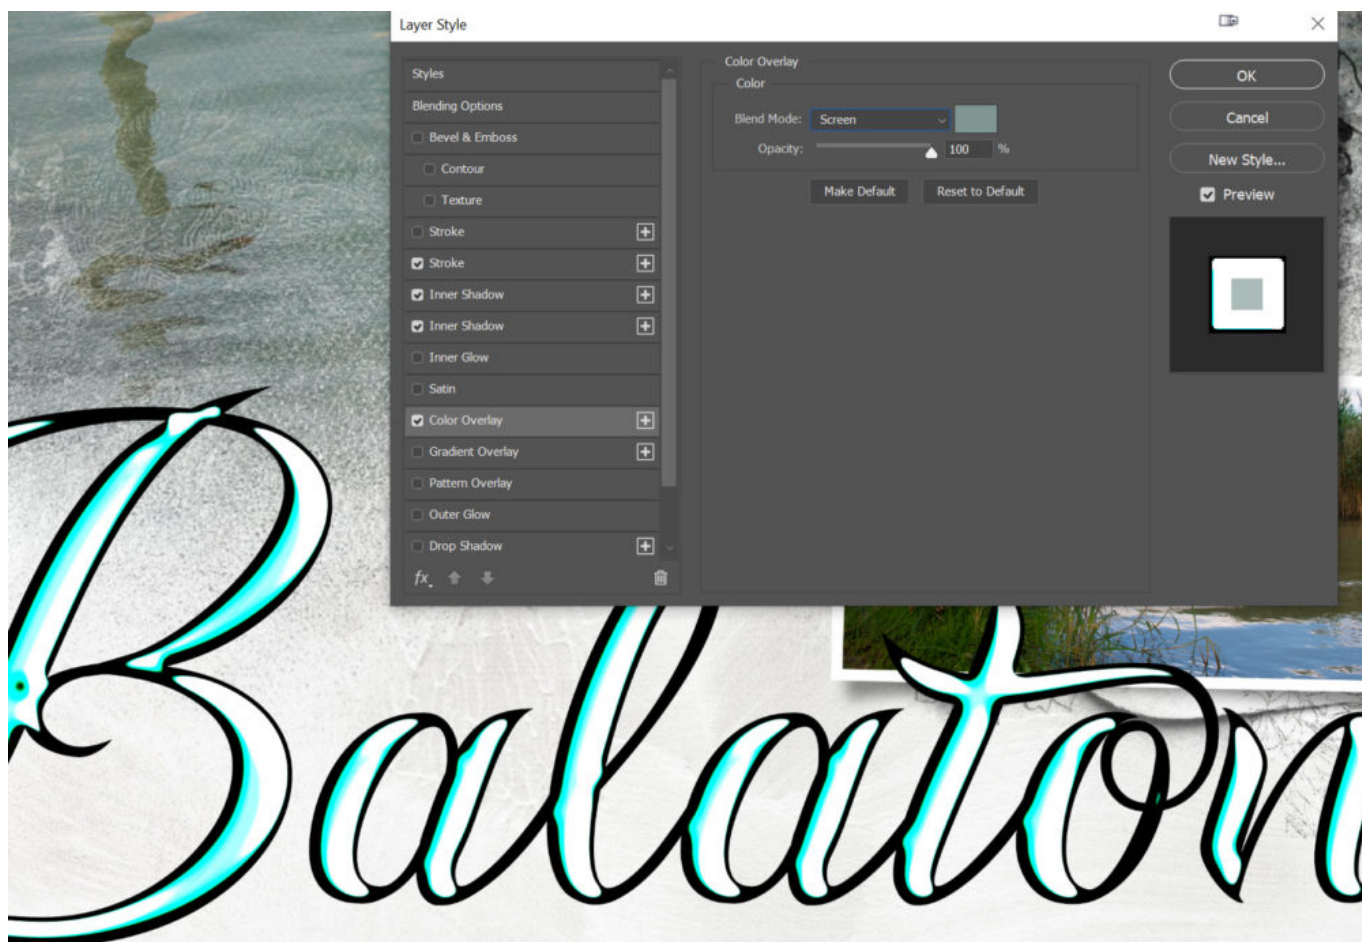 Layer Style
Styles
Blending Options
Bevel & Emboss
Contour
Texture
Stroke
Stroke
Inner Shadow
Inner Shadow
Inner Glow
Satin
Color Overlay
Gradient Overlay
Pattern Overlay
Outer Glow
Drop Shadow
fx
Color Overlay
Color
Blend Mode: Screen
Opacity: 100 %
Make Default Reset to Default
OK
Cancel
New Style...
Preview
Balaton